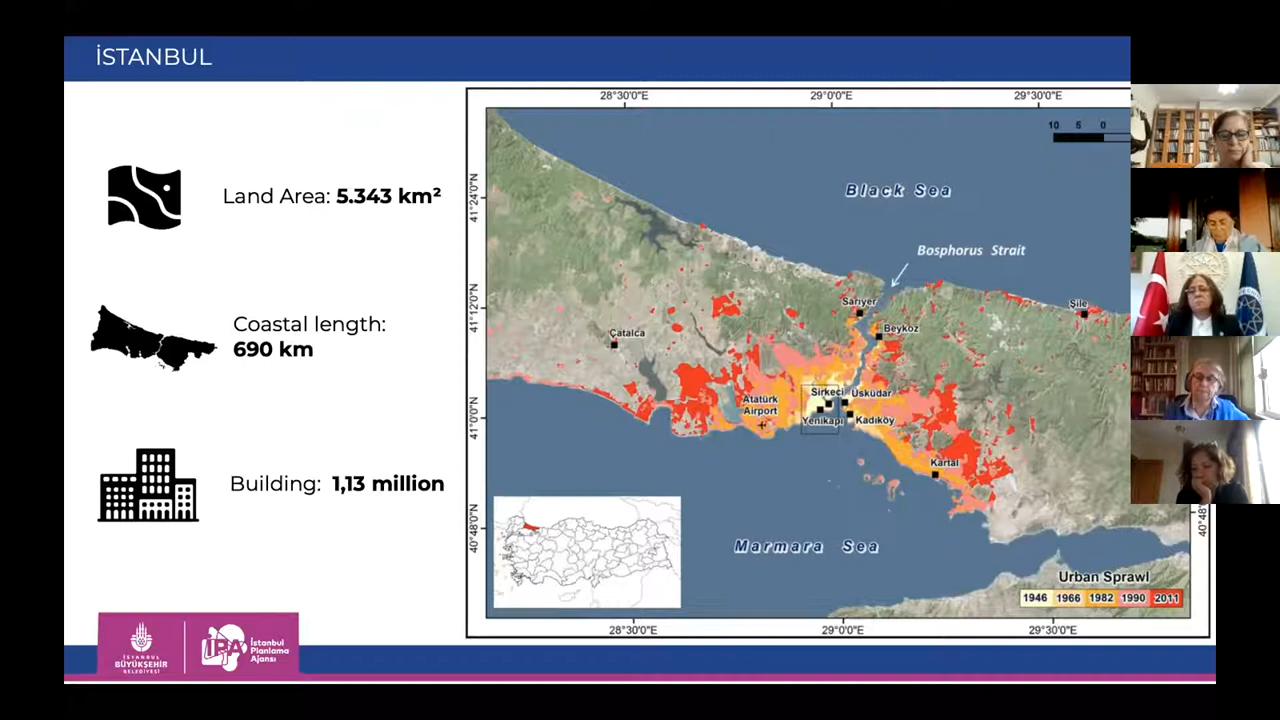 İSTANBUL
Land Area: 5.343 km²
Coastal length:
690 km
Building: 1,13 million
İSTANBUL
BÜYÜKŞEHİR
BELEDİYESİ
İPA
İstanbul
Planlama
Ajansı
28°30'0"E
29°0'0"E
29°30'0"E
10 5 0
41°24'0"N
41°12'0"N
41°0'0"N
40°48'0"N
Black Sea
Bosphorus Strait
Sarıyer
Şile
Beykoz
Çatalca
Sirkeci
Üsküdar
Atatürk
Airport
Yenikapı
Kadıköy
Kartal
Marmara Sea
Urban Sprawl
1946 1966 1982 1990 2011
40°48'
28°30'0"E
29°0'0"E
29°30'0"E